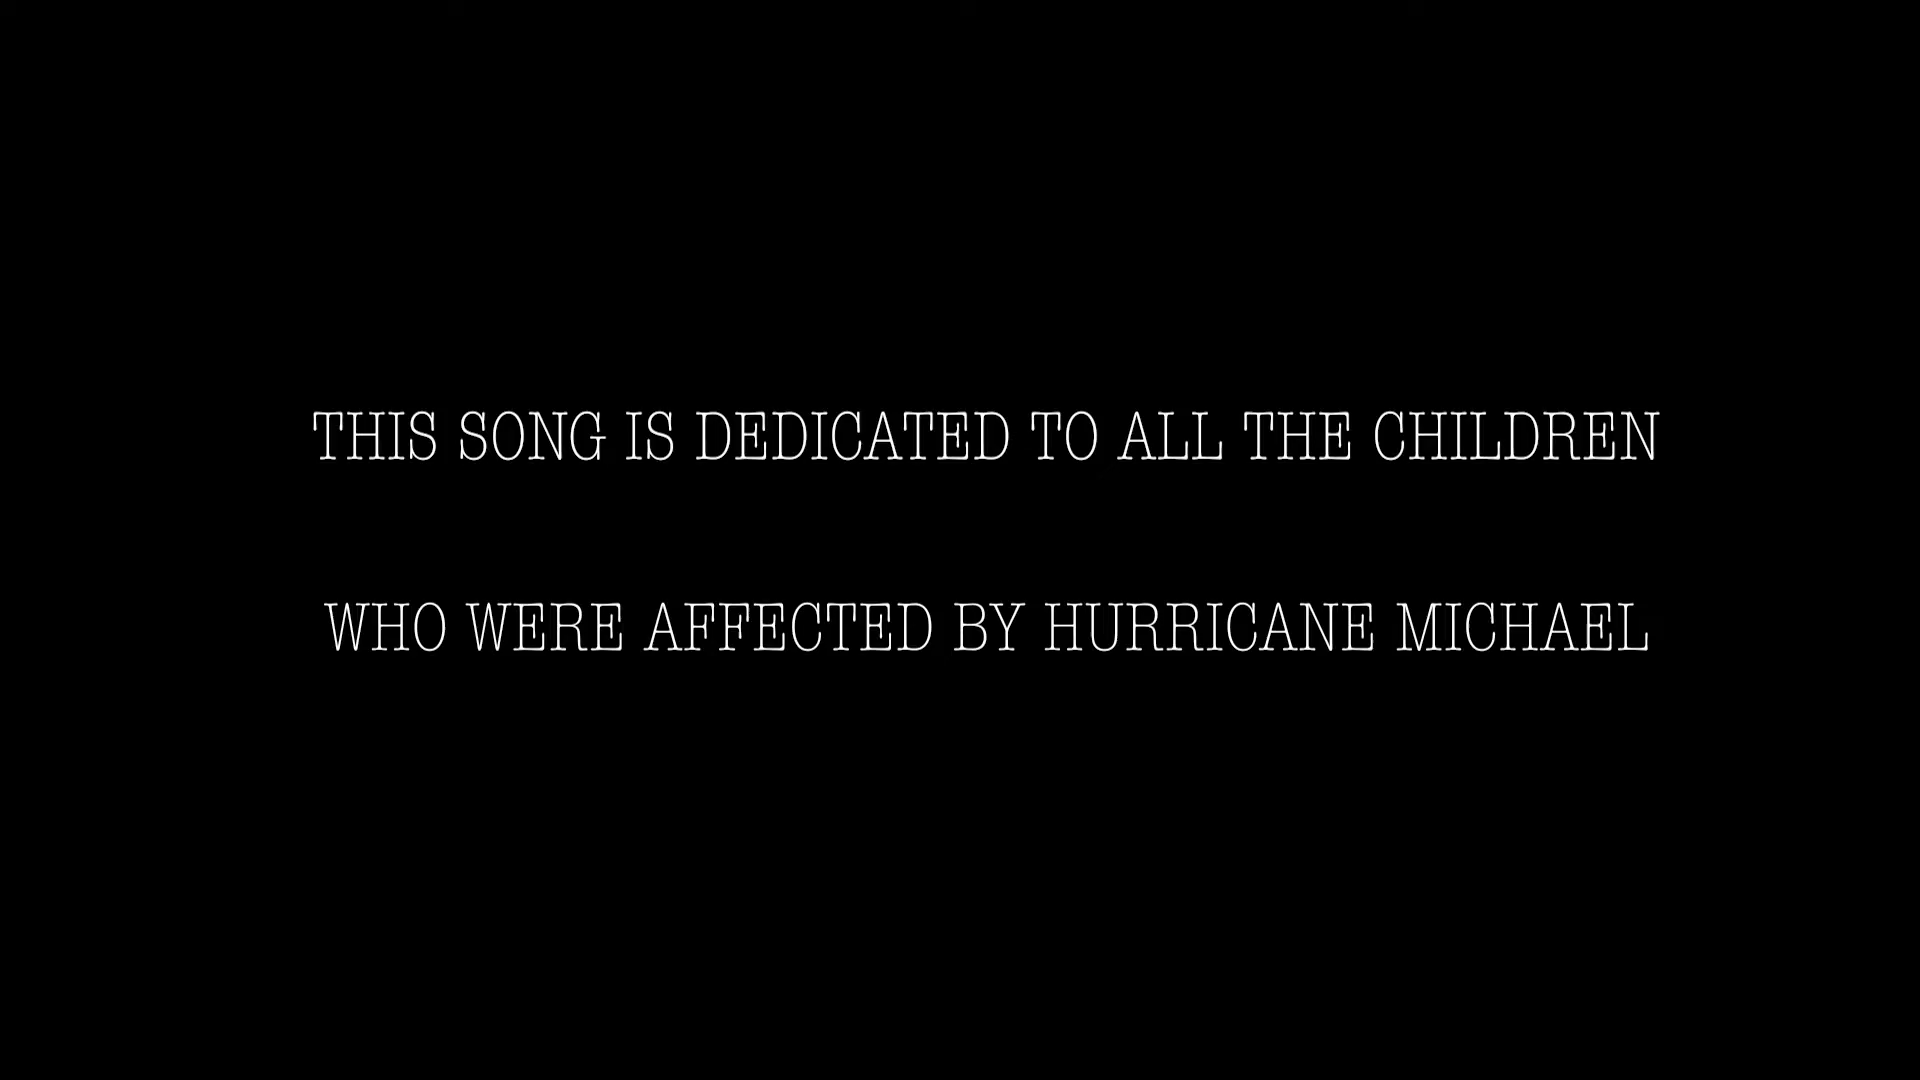 THIS SONG IS DEDICATED TO ALL THE CHILDREN
WHO WERE AFFECTED BY HURRICANE MICHAEL